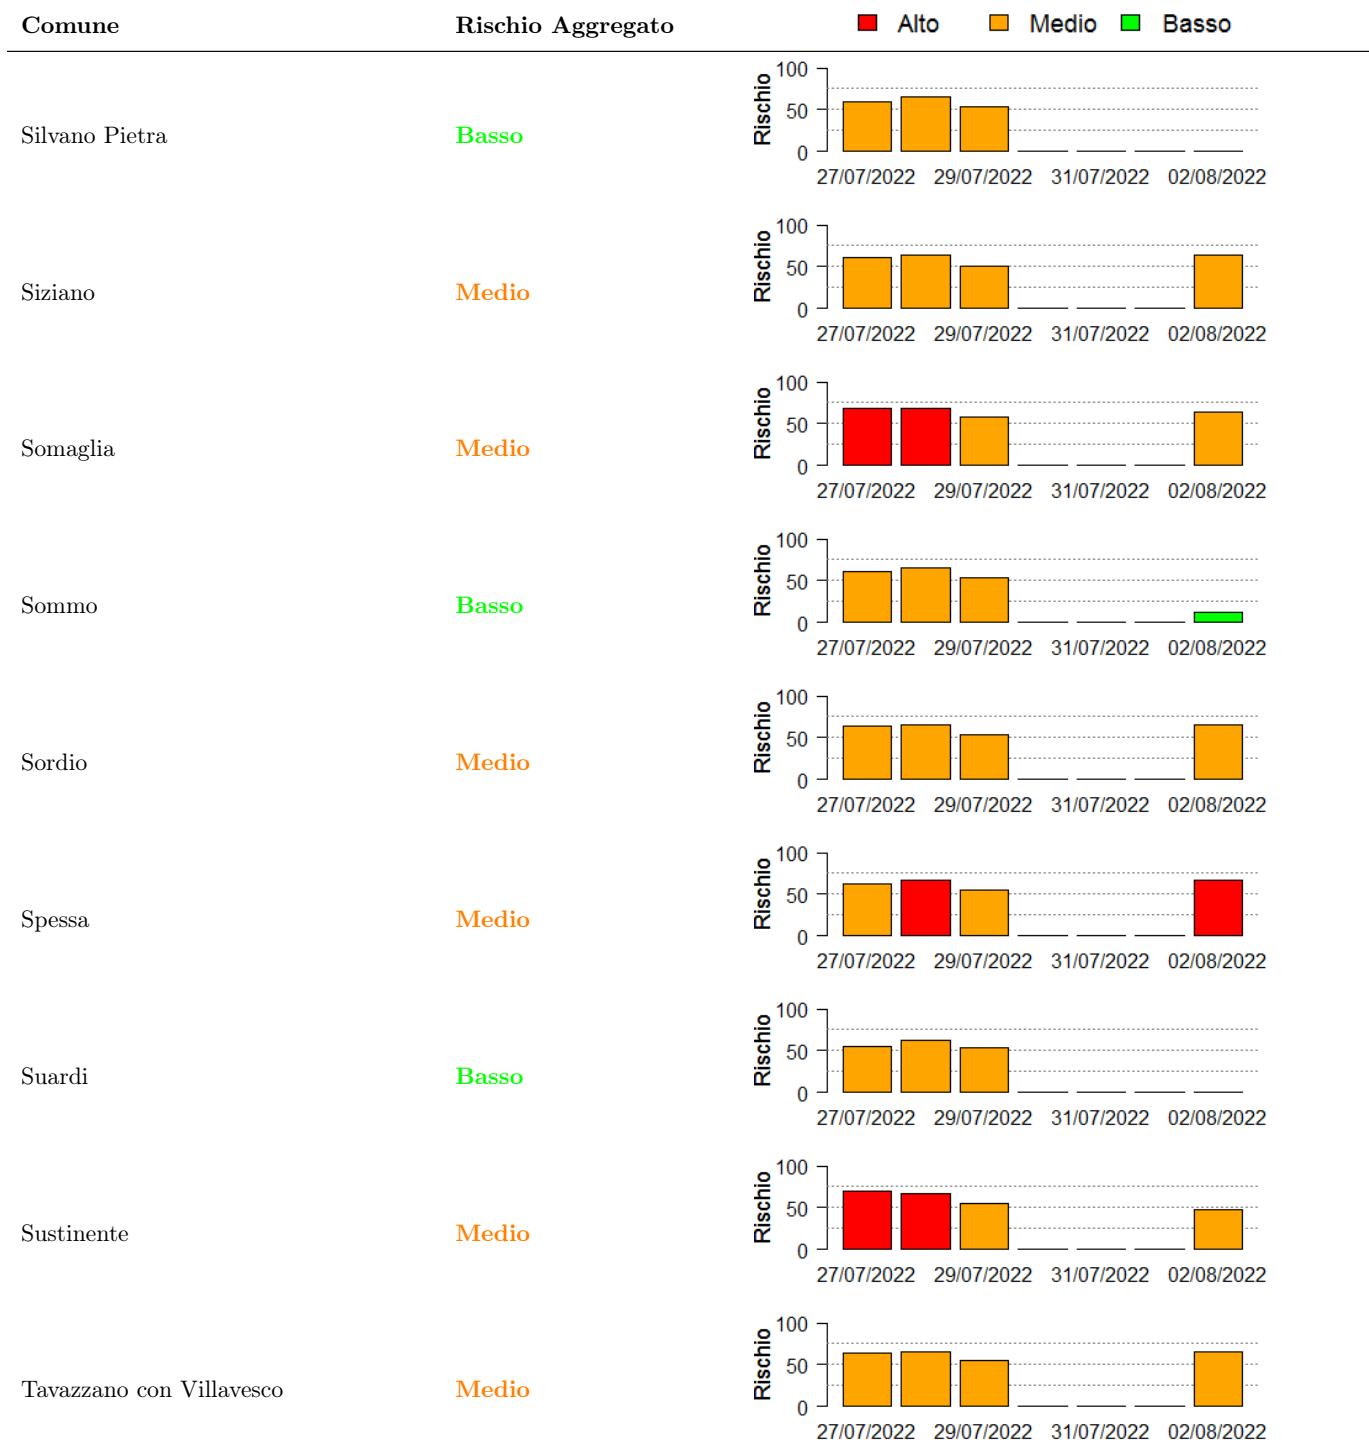 Comune Rischio Aggregato Alto Medio Basso
Silvano Pietra Basso Rischio 100 50 0
27/07/2022 29/07/2022 31/07/2022 02/08/2022
Siziano Medio Rischio 100 50 0
27/07/2022 29/07/2022 31/07/2022 02/08/2022
Somaglia Medio Rischio 100 50 0
27/07/2022 29/07/2022 31/07/2022 02/08/2022
Sommo Basso Rischio 100 50 0
27/07/2022 29/07/2022 31/07/2022 02/08/2022
Sordio Medio Rischio 100 50 0
27/07/2022 29/07/2022 31/07/2022 02/08/2022
Spessa Medio Rischio 100 50 0
27/07/2022 29/07/2022 31/07/2022 02/08/2022
Suardi Basso Rischio 100 50 0
27/07/2022 29/07/2022 31/07/2022 02/08/2022
Sustinente Medio Rischio 100 50 0
27/07/2022 29/07/2022 31/07/2022 02/08/2022
Tavazzano con Villavesco Medio Rischio 100 50 0
27/07/2022 29/07/2022 31/07/2022 02/08/2022